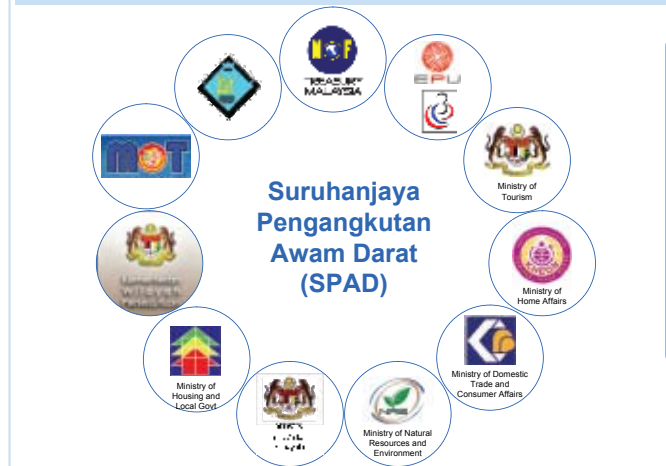 MOF
TREASURY
MALAYSIA
EPU
Ministry of
Tourism
MOT
Suruhanjaya
Pengangkutan
Awam Darat
(SPAD)
Ministry of
Home Affairs
Ministry of
Housing and
Local Govt
Ministry of Domestic
Trade and
Consumer Affairs
Ministry of Natural
Resources and
Environment